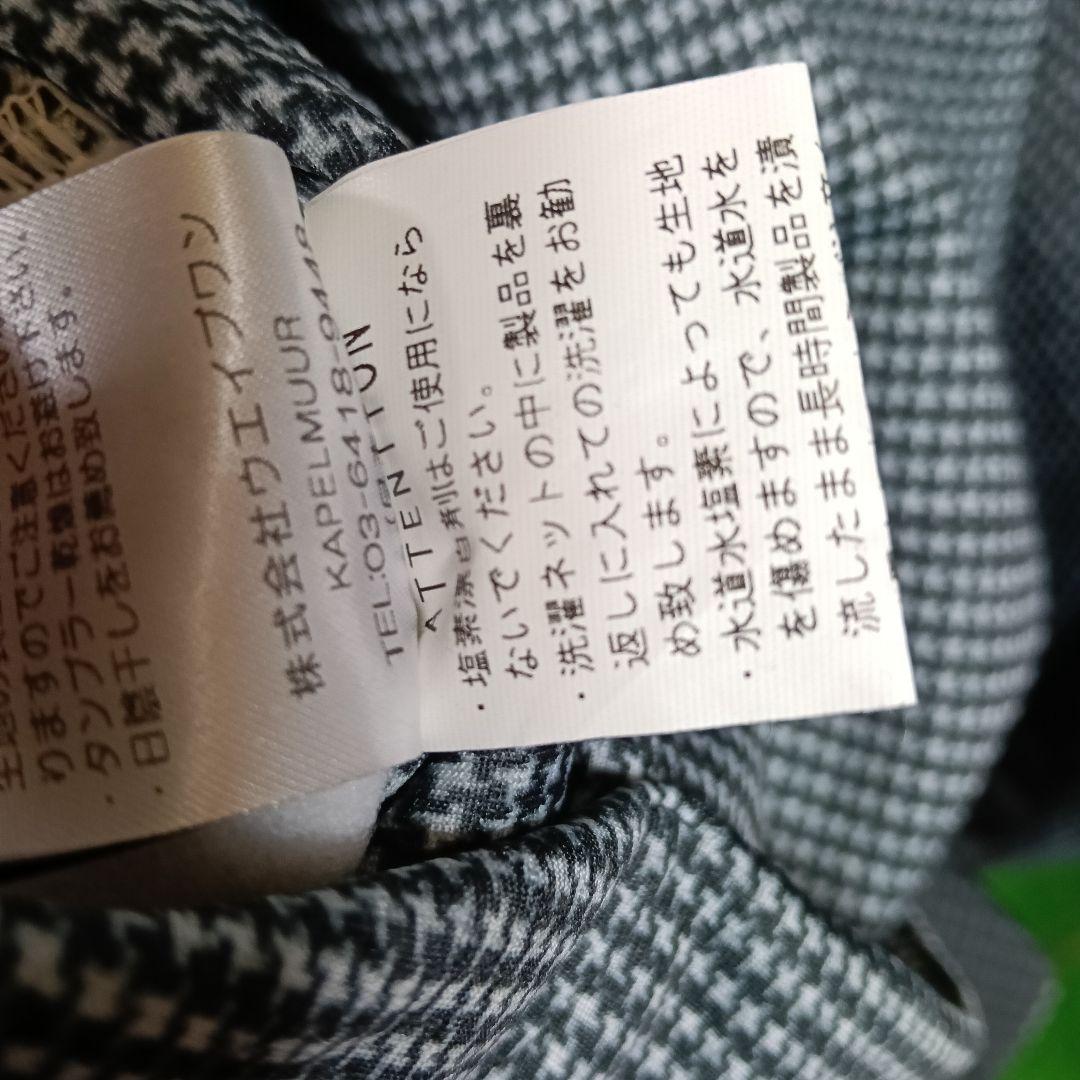 りますのでご注意ください
・タンブラー乾燥はお避け下さい.
・日陰干しをお薦め致します。
株式会社ウエイブワン
KAPELMUUR
TEL:03-6418-944
ATTENTION
・塩素漂白剤はご使用になら
ないでください。
・洗濯ネットの中に製品を裏
返しに入れての洗濯をお勧
め致します。
・水道水塩素によっても生地
を傷めますので、水道水を
流したまま長時間製品を漬